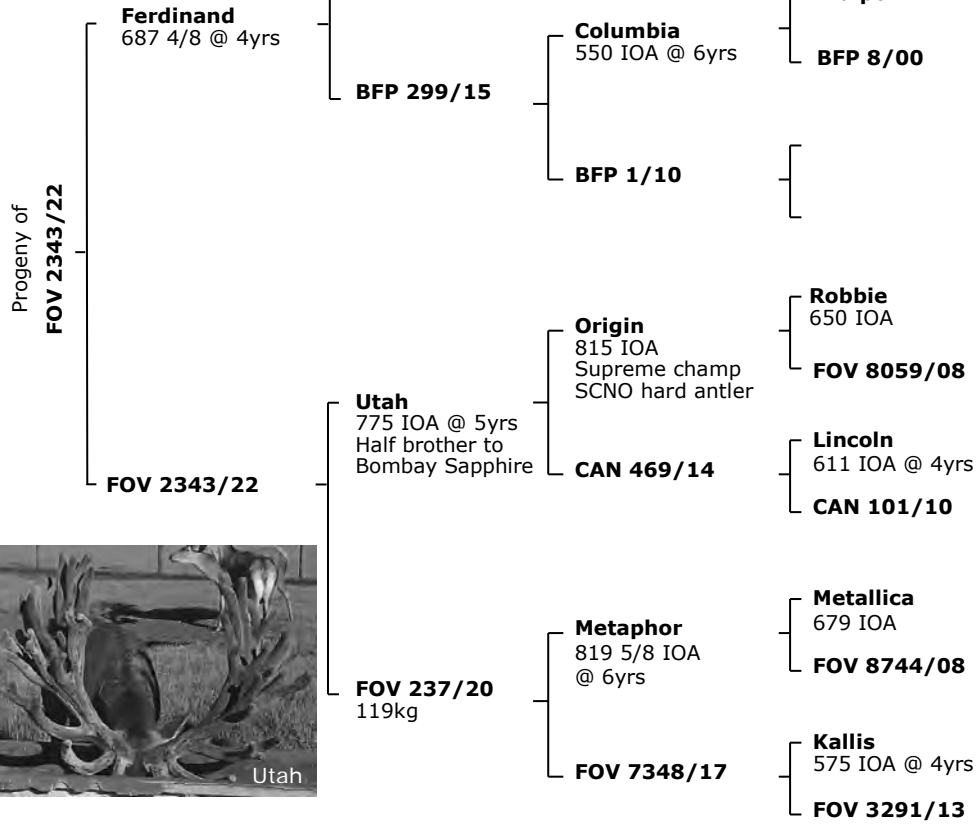 Progeny of
FOV 2343/22
Ferdinand
687 4/8 @ 4yrs
BFP 299/15
Columbia
550 IOA @ 6yrs
BFP 8/00
BFP 1/10
FOV 2343/22
Utah
775 IOA @ 5yrs
Half brother to
Bombay Sapphire
Origin
815 IOA
Supreme champ
SCNO hard antler
Robbie
650 IOA
FOV 8059/08
CAN 469/14
Lincoln
611 IOA @ 4yrs
CAN 101/10
FOV 237/20
119kg
Metaphor
819 5/8 IOA
@ 6yrs
Metallica
679 IOA
FOV 8744/08
FOV 7348/17
Kallis
575 IOA @ 4yrs
FOV 3291/13
Utah